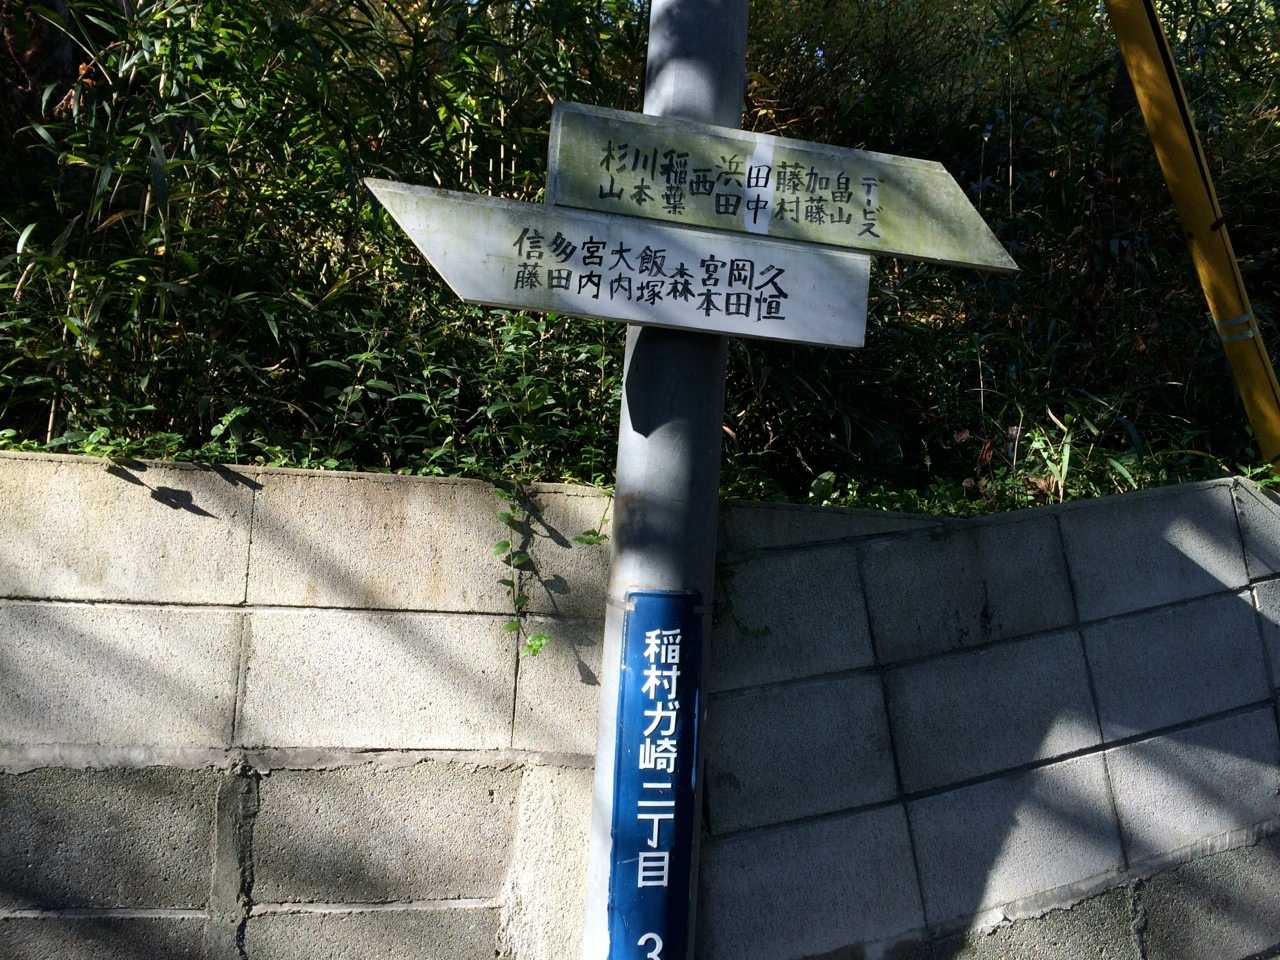 杉山
川本
稲葉
西
浜田
田中
藤村
加藤
畠山
デービス
信藤
多田
宮内
大内
飯塚
森
宮本
岡田
久恒
稲村ガ崎二丁目
3